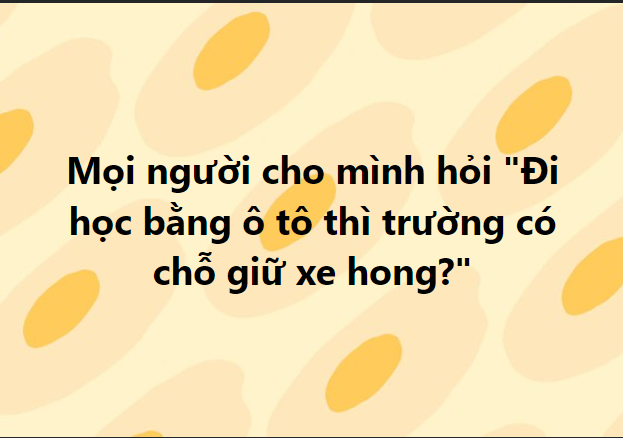 Mọi người cho mình hỏi "Đi
học bằng ô tô thì trường có
chỗ giữ xe hong?"